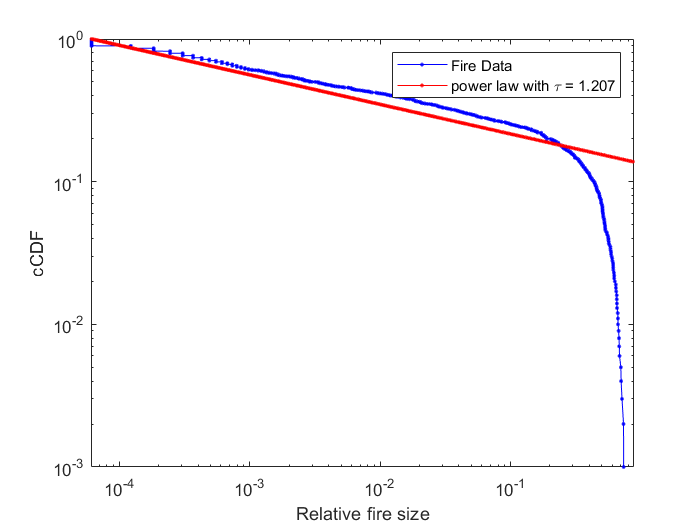 10^0
10^-1
10^-2
10^-3
cCDF
Fire Data
power law with τ = 1.207
10^-4
10^-3
10^-2
10^-1
Relative fire size